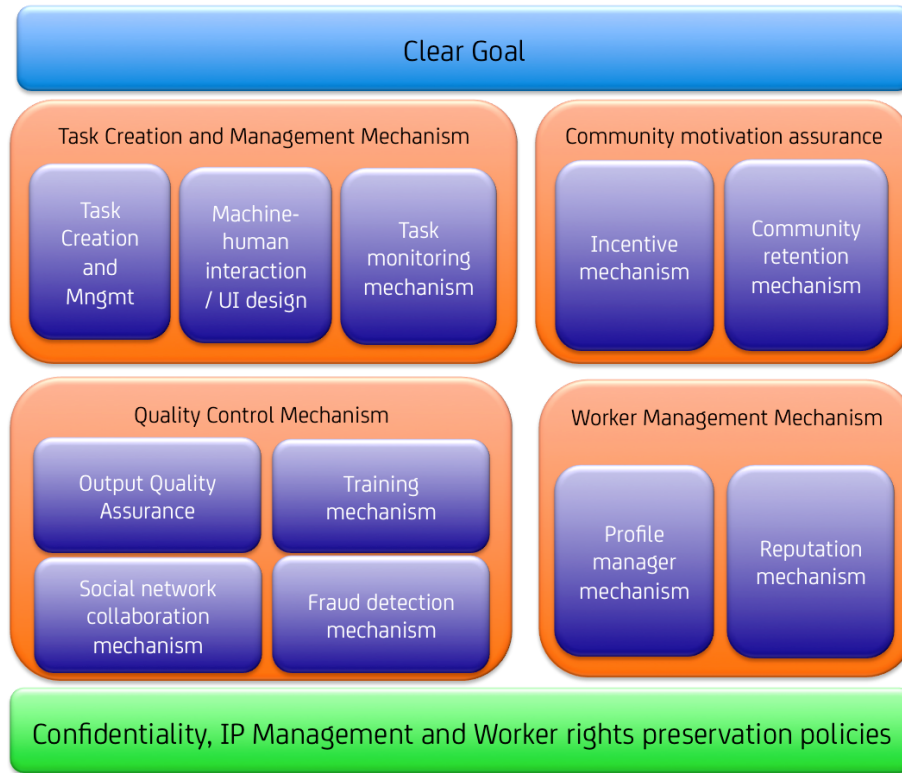 Clear Goal
Task Creation and Management Mechanism
Task
Creation
and
Mngmt
Machine-
human
interaction
/ UI design
Task
monitoring
mechanism
Community motivation assurance
Incentive
mechanism
Community
retention
mechanism
Quality Control Mechanism
Output Quality
Assurance
Training
mechanism
Social network
collaboration
mechanism
Fraud detection
mechanism
Worker Management Mechanism
Profile
manager
mechanism
Reputation
mechanism
Confidentiality, IP Management and Worker rights preservation policies